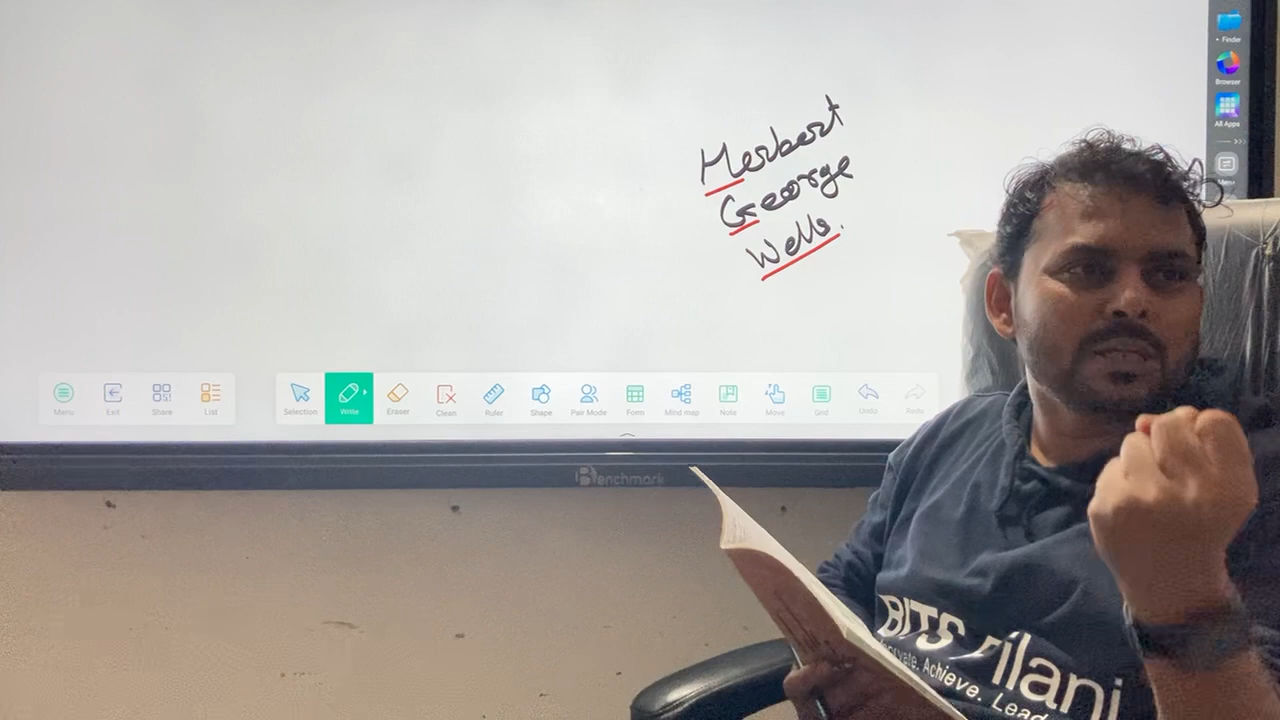 Herbert
George
Wells.
Finder
Browser
All Apps
Menu
Menu
Exit
Share
List
Selection
Write
Eraser
Clean
Ruler
Shape
Pair Mode
Form
Mind map
Note
Move
Grid
Undo
Redo
Benchmark
BITS Pilani
Achieve. Lead